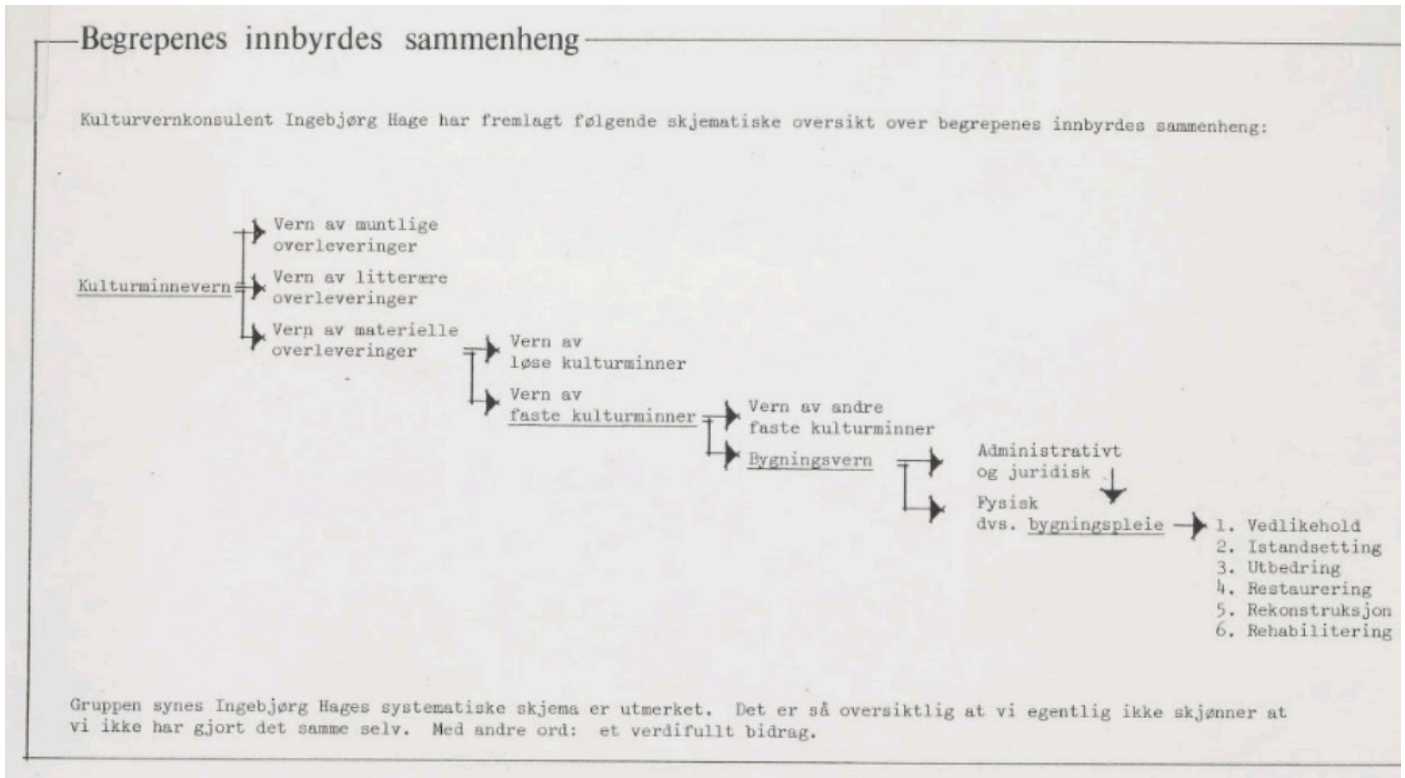 Begrepenes innbyrdes sammenheng
Kulturvernkonsulent Ingebjørg Hage har fremlagt følgende skjematiske oversikt over begrepenes innbyrdes sammenheng:
Vern av muntlige
overleveringer
Kulturminnevern
Vern av litterære
overleveringer
Vern av materielle
overleveringer
Vern av
løse kulturminner
Vern av
faste kulturminner
Vern av andre
faste kulturminner
Bygningsvern
Administrativt
og juridisk
Fysisk
dvs. bygningspleie
1. Vedlikehold
2. Istandsetting
3. Utbedring
4. Restaurering
5. Rekonstruksjon
6. Rehabilitering
Gruppen synes Ingebjørg Hages systematiske skjema er utmerket. Det er så oversiktlig at vi egentlig ikke skjønner at
vi ikke har gjort det samme selv. Med andre ord: et verdifullt bidrag.